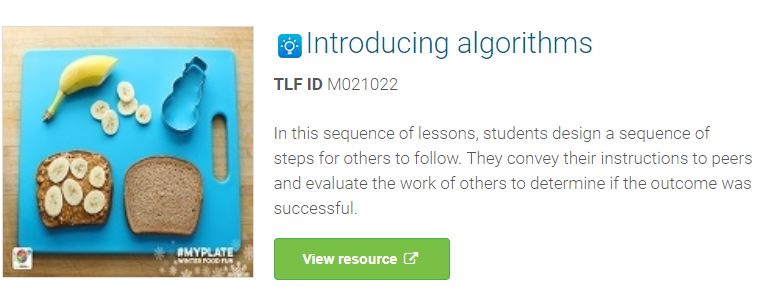 Introducing algorithms
TLF ID M021022
In this sequence of lessons, students design a sequence of
steps for others to follow. They convey their instructions to peers
and evaluate the work of others to determine if the outcome was
successful.
#MYPLATE
WINTER FOOD FUN
View resource